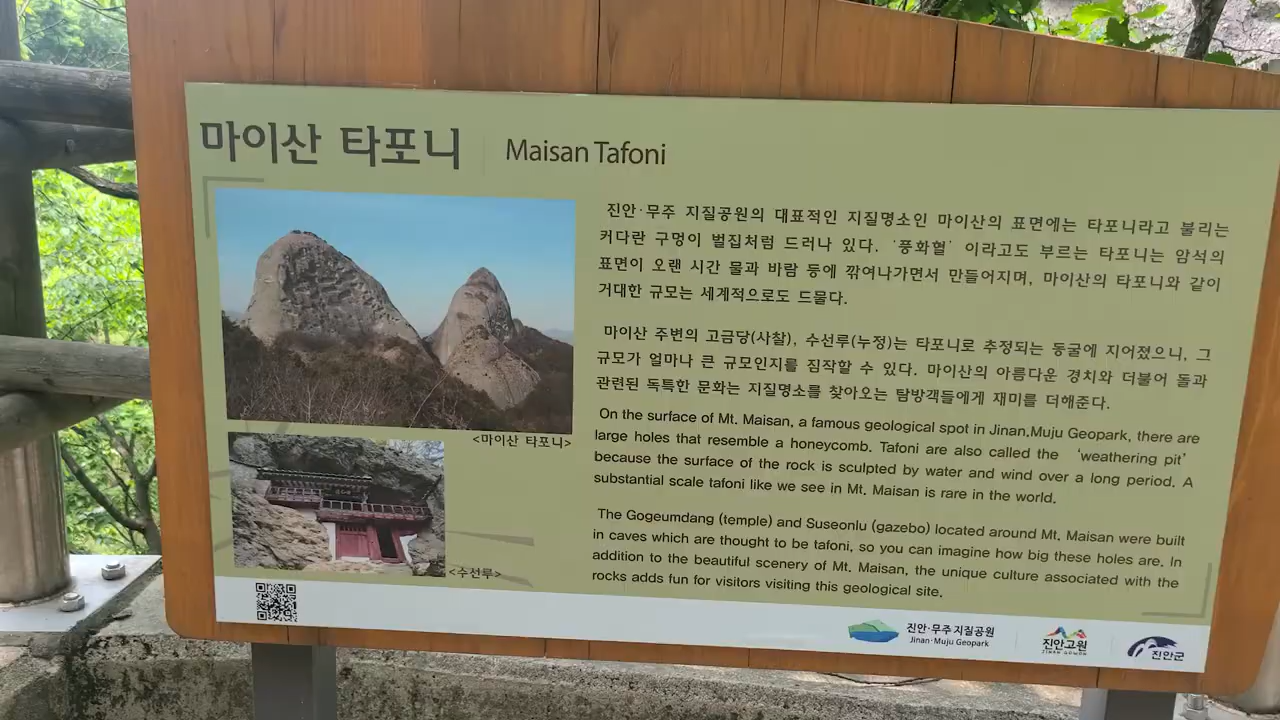 마이산 타포니
Maisan Tafoni
진안·무주 지질공원의 대표적인 지질명소인 마이산의 표면에는 타포니라고 불리는
커다란 구멍이 벌집처럼 드러나 있다. '풍화혈' 이라고도 부르는 타포니는 암석의
표면이 오랜 시간 물과 바람 등에 깎여나가면서 만들어지며, 마이산의 타포니와 같이
거대한 규모는 세계적으로도 드물다.
마이산 주변의 고금당(사찰), 수선루(누정)는 타포니로 추정되는 동굴에 지어졌으니, 그
규모가 얼마나 큰 규모인지를 짐작할 수 있다. 마이산의 아름다운 경치와 더불어 돌과
관련된 독특한 문화는 지질명소를 찾아오는 탐방객들에게 재미를 더해준다.
On the surface of Mt. Maisan, a famous geological spot in Jinan.Muju Geopark, there are
large holes that resemble a honeycomb. Tafoni are also called the 'weathering pit'
because the surface of the rock is sculpted by water and wind over a long period. A
substantial scale tafoni like we see in Mt. Maisan is rare in the world.
The Gogeumdang (temple) and Suseonlu (gazebo) located around Mt. Maisan were built
in caves which are thought to be tafoni, so you can imagine how big these holes are. In
addition to the beautiful scenery of Mt. Maisan, the unique culture associated with the
rocks adds fun for visitors visiting this geological site.
<마이산 타포니>
<수선루>
진안·무주 지질공원
Jinan·Muju Geopark
진안고원
JINAN GOWON
진안군